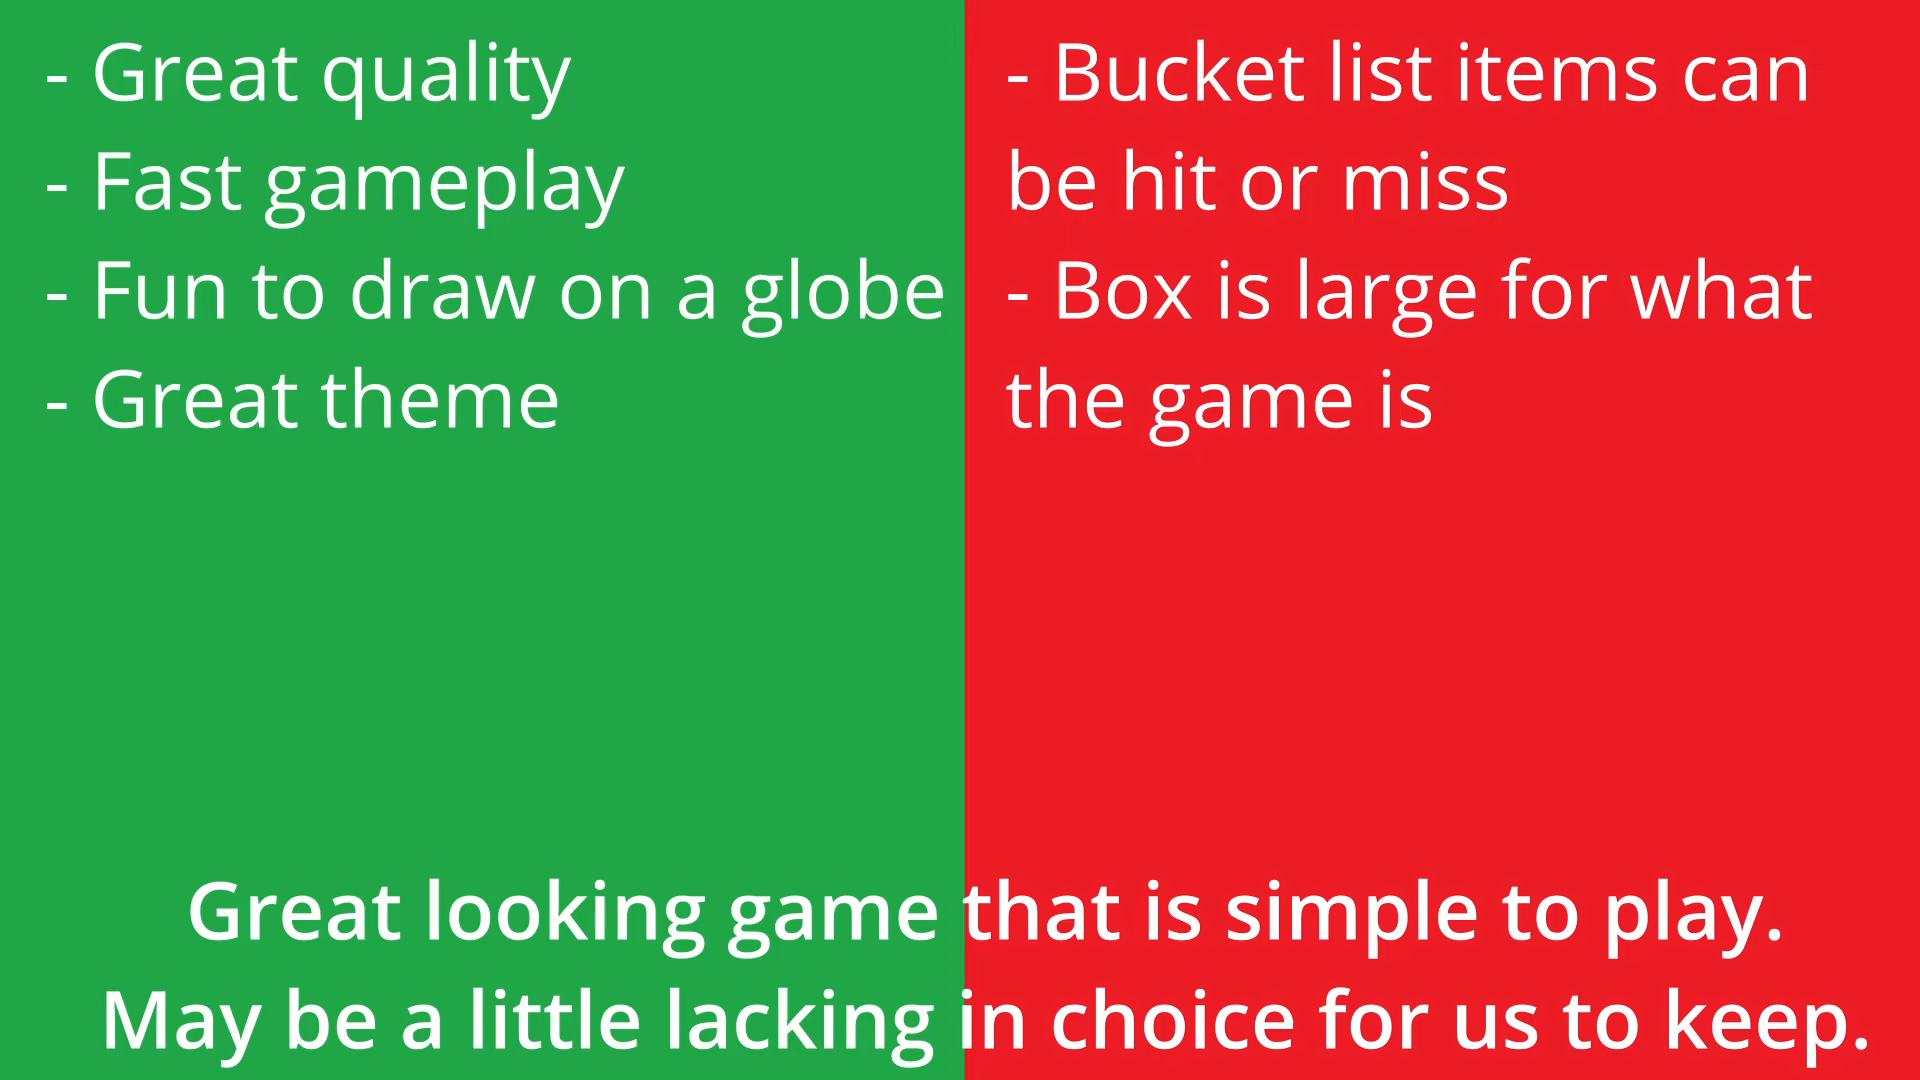 - Great quality
- Fast gameplay
- Fun to draw on a globe
- Great theme
- Bucket list items can
be hit or miss
- Box is large for what
the game is
Great looking game that is simple to play.
May be a little lacking in choice for us to keep.